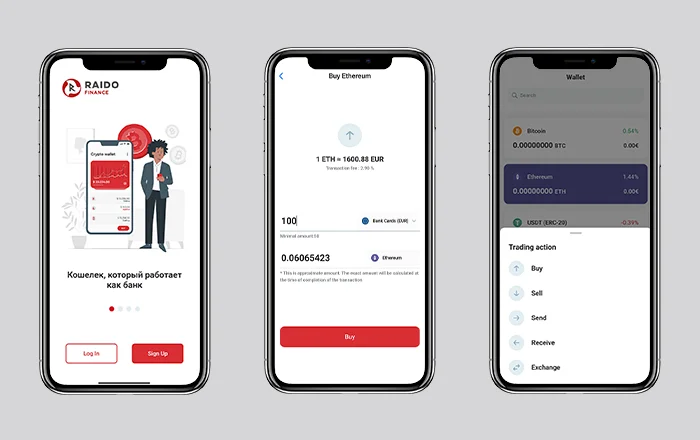 RAIDO
FINANCE
Crypto wallet
Кошелек, который работает
как банк
Log In
Sign Up
Buy Ethereum
1 ETH ≈ 1600.88 EUR
Transaction fee: 2.99 %
100
Bank Cards (EUR)
Minimal amount 50
0.06065423
Ethereum
* This is approximate amount. The exact amount will be calculated at
the time of completion of the transaction
Buy
Wallet
Search
Bitcoin
0.54%
0.00000000 BTC
0.00€
Ethereum
1.44%
0.00000000 ETH
0.00€
USDT (ERC-20)
-0.29%
Trading action
Buy
Sell
Send
Receive
Exchange